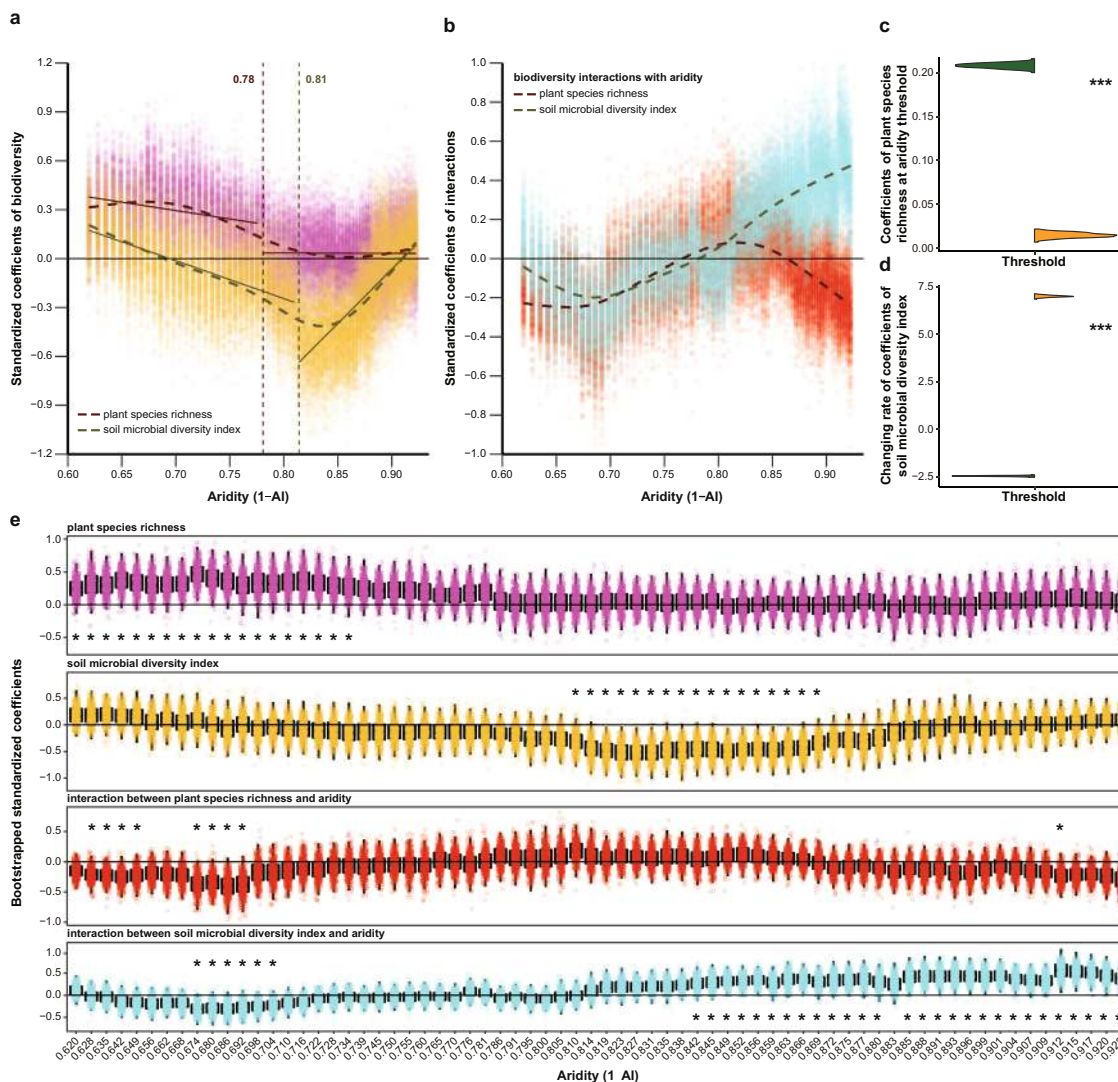 a
1.2
0.9
0.6
0.3
0.0
−0.3
−0.6
−0.9
−1.2
Standardized coefficients of biodiversity
0.78
0.81
plant species richness
soil microbial diversity index
0.60 0.65 0.70 0.75 0.80 0.85 0.90
Aridity (1−AI)
b
1.0
0.8
0.6
0.4
0.2
0.0
−0.2
−0.4
−0.6
−0.8
−1.0
Standardized coefficients of interactions
biodiversity interactions with aridity
plant species richness
soil microbial diversity index
0.60 0.65 0.70 0.75 0.80 0.85 0.90
Aridity (1−AI)
c
Coefficients of plant species
richness at aridity threshold
0.20
0.15
0.10
0.05
0.00
***
Threshold
d
Changing rate of coefficients of
soil microbial diversity index
7.5
5.0
2.5
0.0
−2.5
***
Threshold
e
Bootstrapped standardized coefficients
plant species richness
1.0
0.5
0.0
−0.5
* * * * * * * * * * * * * * * * * * *
soil microbial diversity index
* * * * * * * * * * * * * * * * *
0.5
0.0
−0.5
−1.0
interaction between plant species richness and aridity
* * * * * * * * *
0.5
0.0
−0.5
−1.0
interaction between soil microbial diversity index and aridity
1.0
* * * * * *
0.5
0.0
−0.5
* * * * * * * * * * * * * * * * * * * * * * * * * * * *
0.620 0.628 0.635 0.642 0.649 0.656 0.662 0.668 0.674 0.680 0.686 0.692 0.698 0.704 0.710 0.716 0.722 0.728 0.734 0.739 0.745 0.750 0.755 0.760 0.765 0.770 0.776 0.781 0.786 0.791 0.795 0.800 0.805 0.810 0.814 0.819 0.823 0.827 0.831 0.835 0.838 0.842 0.845 0.849 0.852 0.856 0.859 0.863 0.866 0.869 0.872 0.875 0.877 0.880 0.883 0.885 0.888 0.891 0.893 0.896 0.899 0.901 0.904 0.907 0.909 0.912 0.915 0.917 0.920
Aridity (1 AI)